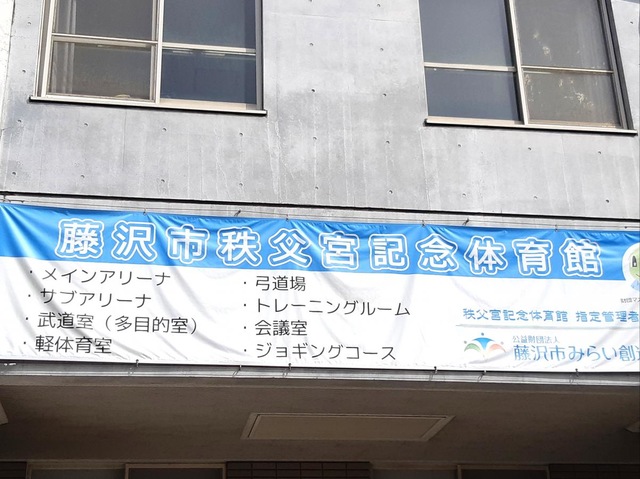 藤沢市秩父宮記念体育館
・メインアリーナ
・サブアリーナ
・武道室（多目的室）
・軽体育室
・弓道場
・トレーニングルーム
・会議室
・ジョギングコース
秩父宮記念体育館 指定管理者
公益財団法人
藤沢市みらい創